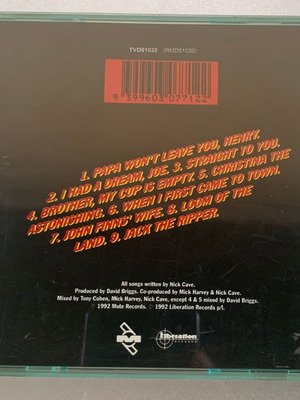 TVD91032 (RMD51032)
9 399603 077122
1. PAPA WON'T LEAVE YOU, HENRY.
2. I HAD A DREAM, JOE. 3. STRAIGHT TO YOU.
4. BROTHER, MY CUP IS EMPTY. 5. CHRISTINA THE
ASTONISHING. 6. WHEN I FIRST CAME TO TOWN.
7. JOHN FINNS' WIFE. 8. LOOM OF THE
LAND. 9. JACK THE RIPPER.
All songs written by Nick Cave.
Produced by David Briggs. Co-produced by Mick Harvey & Nick Cave.
Mixed by Tony Cohen, Mick Harvey, Nick Cave, except 4 & 5 mixed by David Briggs.
℗ 1992 Mute Records. © 1992 Liberation Records p/l.
Liberation
RECORDS